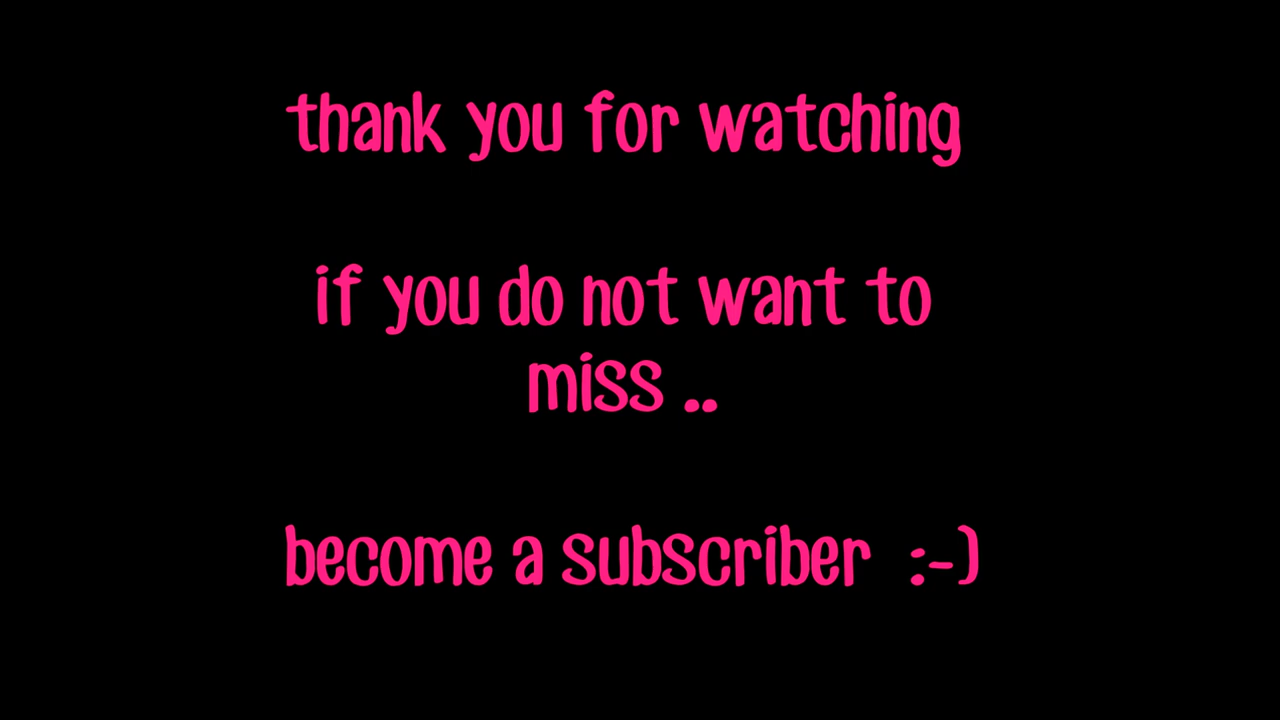 thank you for watching
if you do not want to
miss ..
become a subscriber :-)